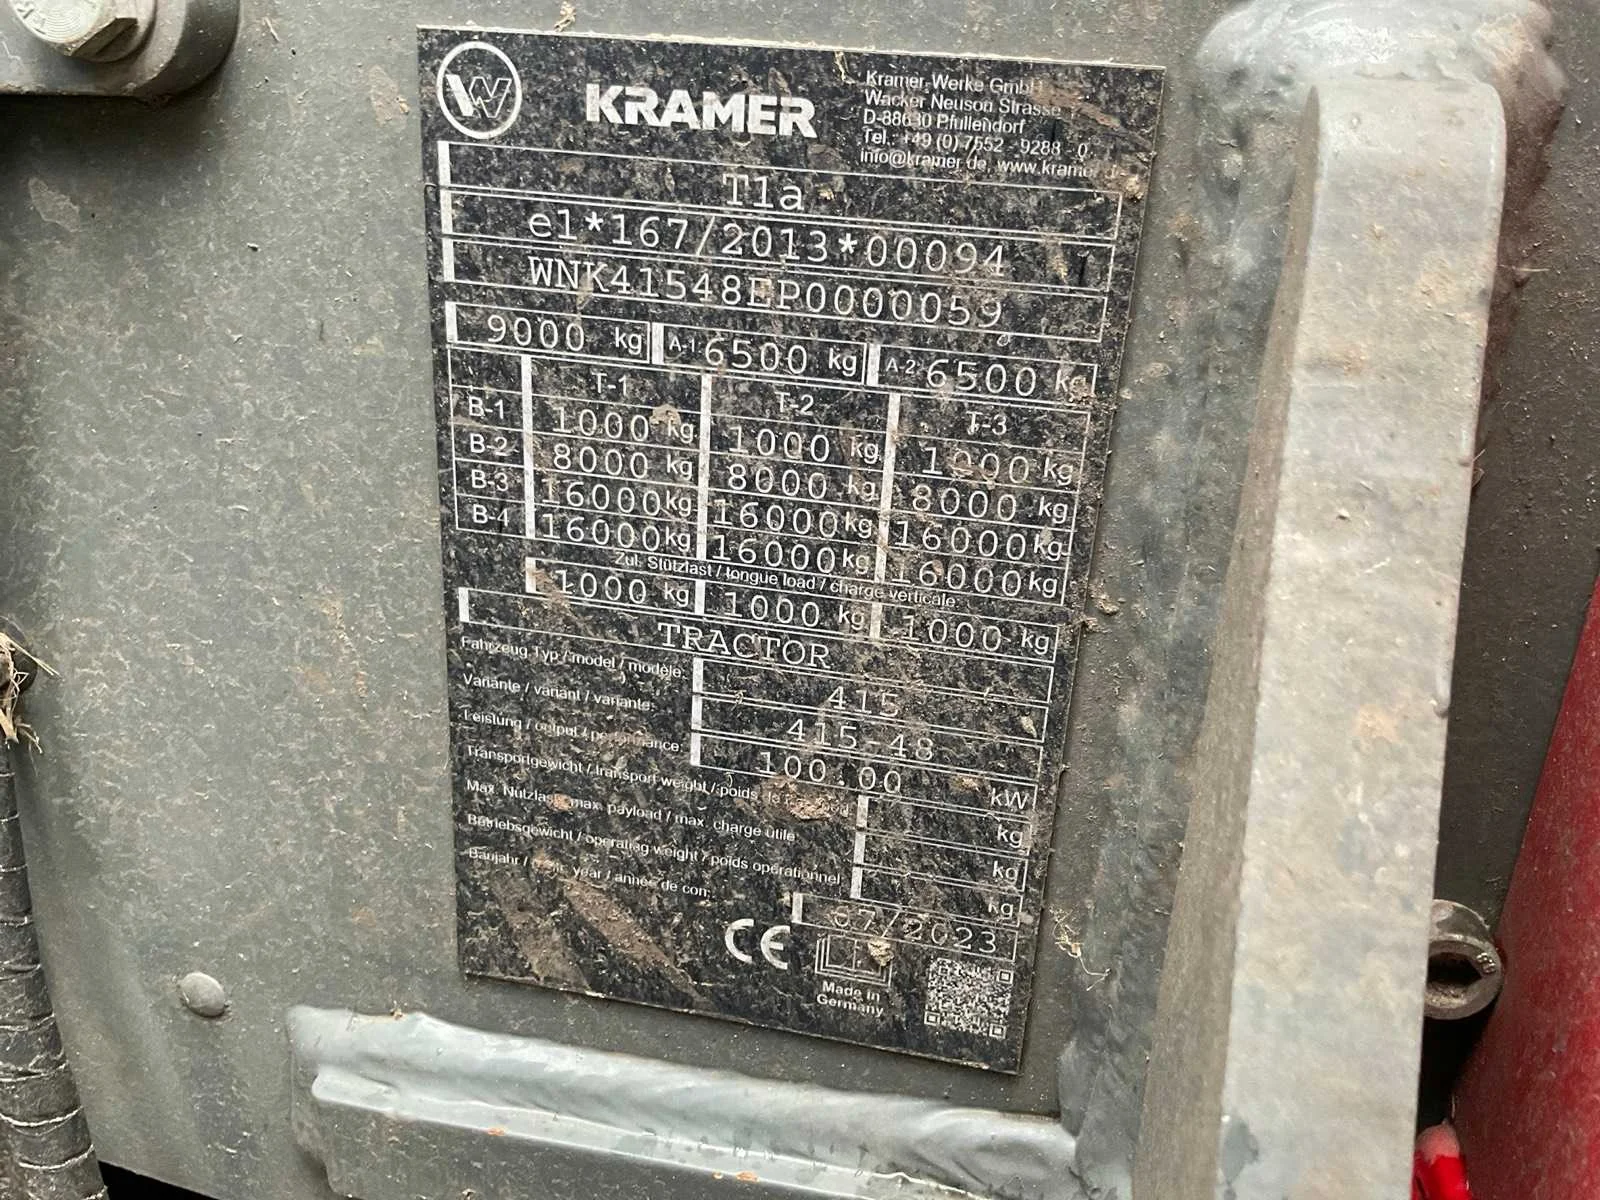 KRAMER
Kramer-Werke GmbH
Wacker Neuson Strasse
D-88630 Pfullendorf
Tel.: +49 (0) 7552 - 9288 - 0
info@kramer.de, www.kramer
T1a
e1*167/2013*00094
WNK41548EP0000059
9000 kg A-1 6500 kg A-2 6500 kg
T-1 T-2 T-3
B-1 1000 kg 1000 kg 1000 kg
B-2 8000 kg 8000 kg 8000 kg
B-3 16000 kg 16000 kg 16000 kg
B-4 16000 kg 16000 kg 16000 kg
Zul. Stützlast / tongue load / charge verticale:
1000 kg 1000 kg 1000 kg
TRACTOR
Fahrzeug Typ / model / modèle: 415
Variante / variant / variante: 415-48
Leistung / output / performance: 100.00 kW
Transportgewicht / transport weight / poids de kg
Max. Nutzlast / max. payload / max. charge utile: kg
Betriebsgewicht / operating weight / poids opérationnel: kg
Baujahr / year / année de con: 07/2023
CE
Made in
Germany